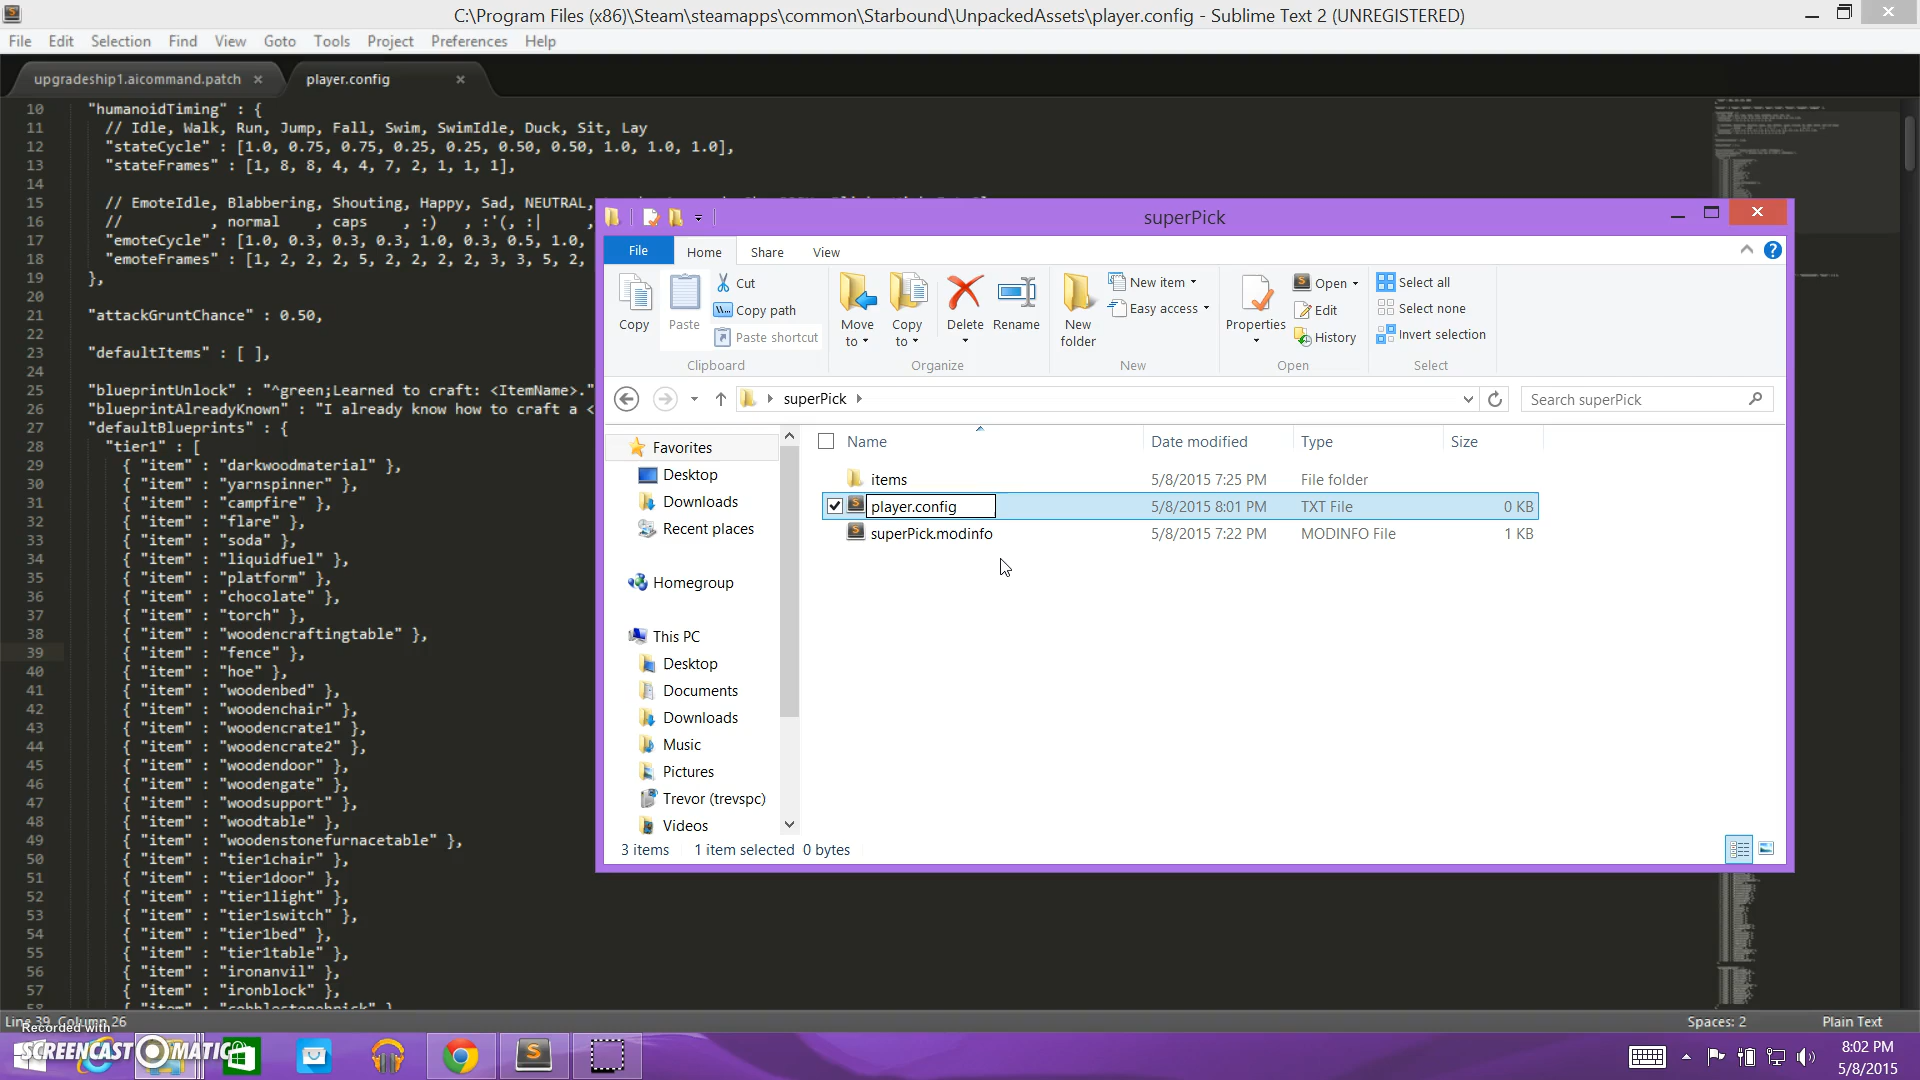 C:\Program Files (x86)\Steam\steamapps\common\Starbound\UnpackedAssets\player.config - Sublime Text 2 (UNREGISTERED)
File Edit Selection Find View Goto Tools Project Preferences Help
upgradeship1.aicommand.patch × player.config ×
10 "humanoidTiming" : {
11 // Idle, Walk, Run, Jump, Fall, Swim, SwimIdle, Duck, Sit, Lay
12 "stateCycle" : [1.0, 0.75, 0.75, 0.25, 0.25, 0.50, 0.50, 1.0, 1.0, 1.0],
13 "stateFrames" : [1, 8, 8, 4, 4, 7, 2, 1, 1, 1],
14
15 // EmoteIdle, Blabbering, Shouting, Happy, Sad, NEUTRAL,
16 // , normal , caps , :) , :'(, :|
17 "emoteCycle" : [1.0, 0.3, 0.3, 0.3, 1.0, 0.3, 0.5, 1.0,
18 "emoteFrames" : [1, 2, 2, 2, 5, 2, 2, 2, 2, 3, 3, 5, 2,
19 },
20
21 "attackGruntChance" : 0.50,
22
23 "defaultItems" : [ ],
24
25 "blueprintUnlock" : "^green;Learned to craft: <ItemName>."
26 "blueprintAlreadyKnown" : "I already know how to craft a <
27 "defaultBlueprints" : {
28 "tier1" : [
29 { "item" : "darkwoodmaterial" },
30 { "item" : "yarnspinner" },
31 { "item" : "campfire" },
32 { "item" : "flare" },
33 { "item" : "soda" },
34 { "item" : "liquidfuel" },
35 { "item" : "platform" },
36 { "item" : "chocolate" },
37 { "item" : "torch" },
38 { "item" : "woodencraftingtable" },
39 { "item" : "fence" },
40 { "item" : "hoe" },
41 { "item" : "woodenbed" },
42 { "item" : "woodenchair" },
43 { "item" : "woodencrate1" },
44 { "item" : "woodencrate2" },
45 { "item" : "woodendoor" },
46 { "item" : "woodengate" },
47 { "item" : "woodsupport" },
48 { "item" : "woodtable" },
49 { "item" : "woodenstonefurnacetable" },
50 { "item" : "tier1chair" },
51 { "item" : "tier1door" },
52 { "item" : "tier1light" },
53 { "item" : "tier1switch" },
54 { "item" : "tier1bed" },
55 { "item" : "tier1table" },
56 { "item" : "ironanvil" },
57 { "item" : "ironblock" },
superPick
File Home Share View
Copy Paste Cut
Copy path
Paste shortcut
Clipboard
Move to Copy to Delete Rename
Organize
New folder New item
Easy access
New
Properties Open
Edit
History
Open
Select all
Select none
Invert selection
Select
superPick
Search superPick
Favorites
Desktop
Downloads
Recent places
Homegroup
This PC
Desktop
Documents
Downloads
Music
Pictures
Trevor (trevspc)
Videos
Name Date modified Type Size
items 5/8/2015 7:25 PM File folder
player.config 5/8/2015 8:01 PM TXT File 0 KB
superPick.modinfo 5/8/2015 7:22 PM MODINFO File 1 KB
3 items 1 item selected 0 bytes
Line 39, Column 26
Spaces: 2 Plain Text
Recorded with
SCREENCAST MATIC
8:02 PM
5/8/2015